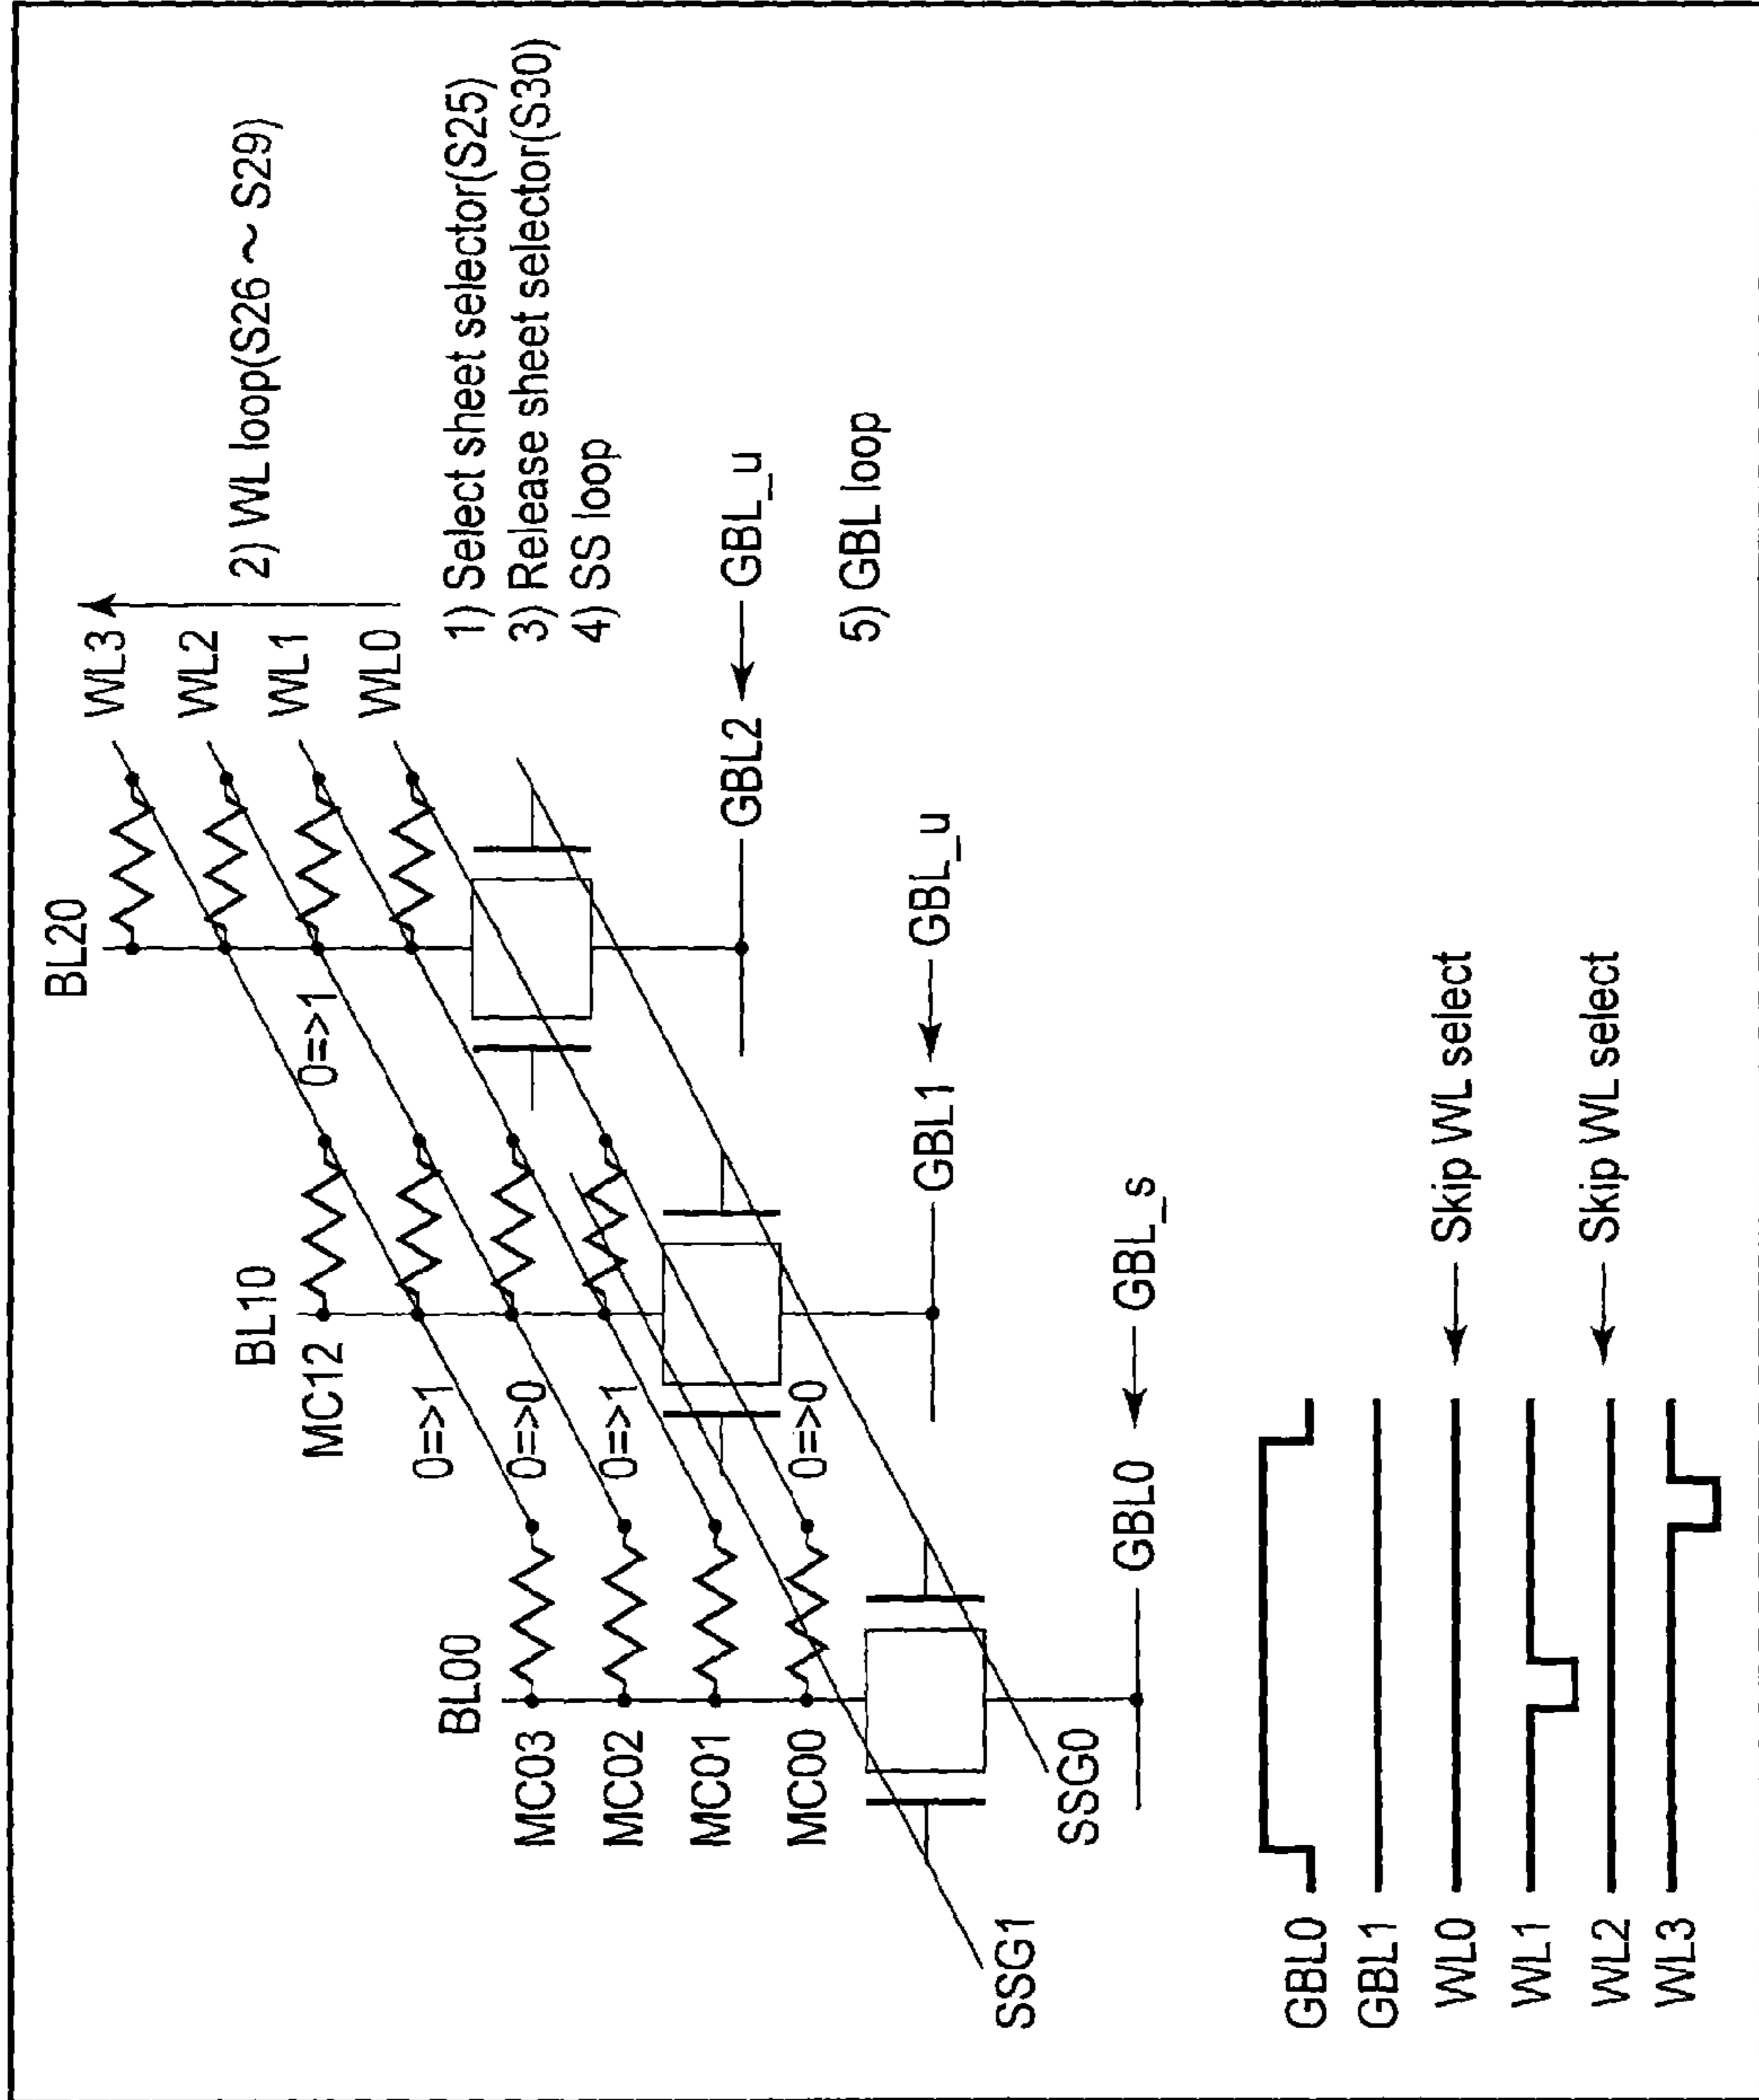 BL20
WL3
WL2
WL1
WL0
2) WL loop(S26 ~ S29)
BL10
MC12
0=>1
1) Select sheet selector(S25)
3) Release sheet selector(S30)
4) SS loop
BL00
MC03
0=>1
MC02
0=>0
MC01
0=>1
MC00
0=>0
GBL2
GBL_u
5) GBL loop
GBL1
GBL_u
SSG1
SSG0
GBL0
GBL_s
GBL0
GBL1
WL0
Skip WL select
WL1
WL2
Skip WL select
WL3